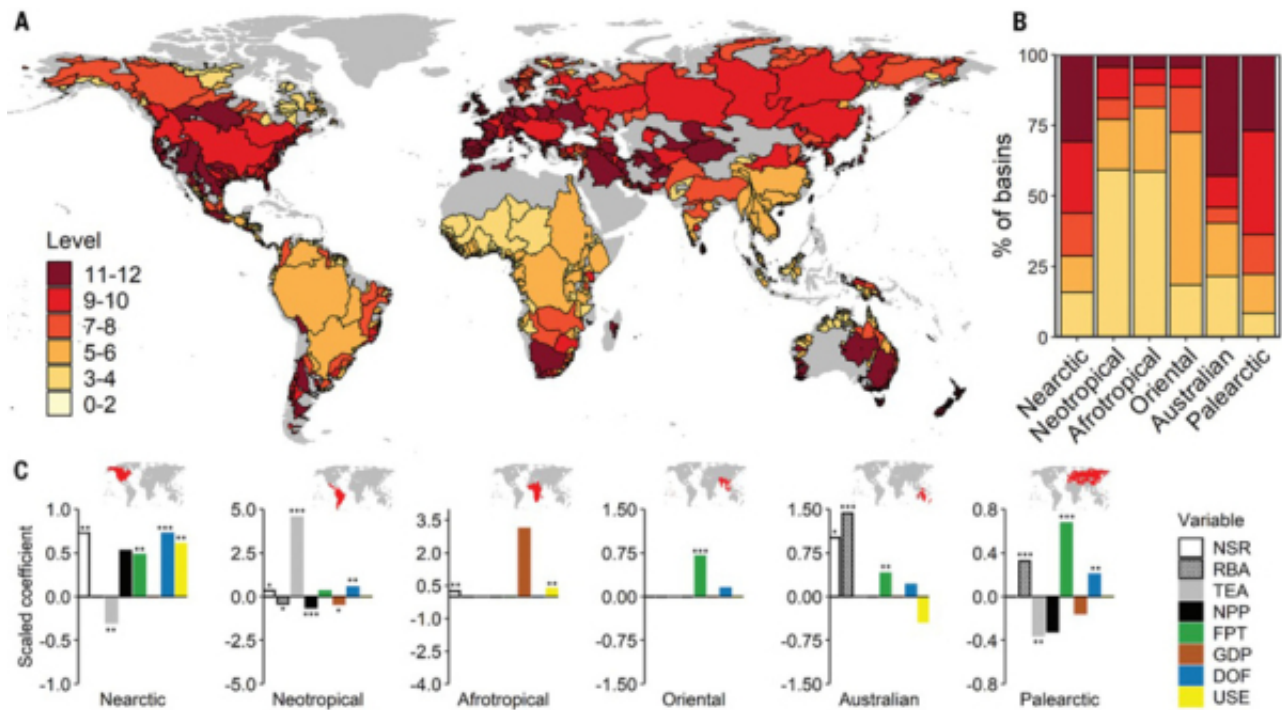 A
Level
11-12
9-10
7-8
5-6
3-4
0-2
B
% of basins
100
75
50
25
0
Nearctic
Neotropical
Afrotropical
Oriental
Australian
Palearctic
C
Scaled coefficient
1.0
0.5
0.0
-0.5
-1.0
** ** ** *** **
Nearctic
5.0
2.5
0.0
-2.5
-5.0
* * *** *** * **
Neotropical
3.5
2.0
0.5
-1.0
-2.5
-4.0
** **
Afrotropical
1.50
0.75
0.00
-0.75
-1.50
***
Oriental
1.50
0.75
0.00
-0.75
-1.50
* *** **
Australian
0.8
0.4
0.0
-0.4
-0.8
*** ** *** **
Palearctic
Variable
NSR
RBA
TEA
NPP
FPT
GDP
DOF
USE